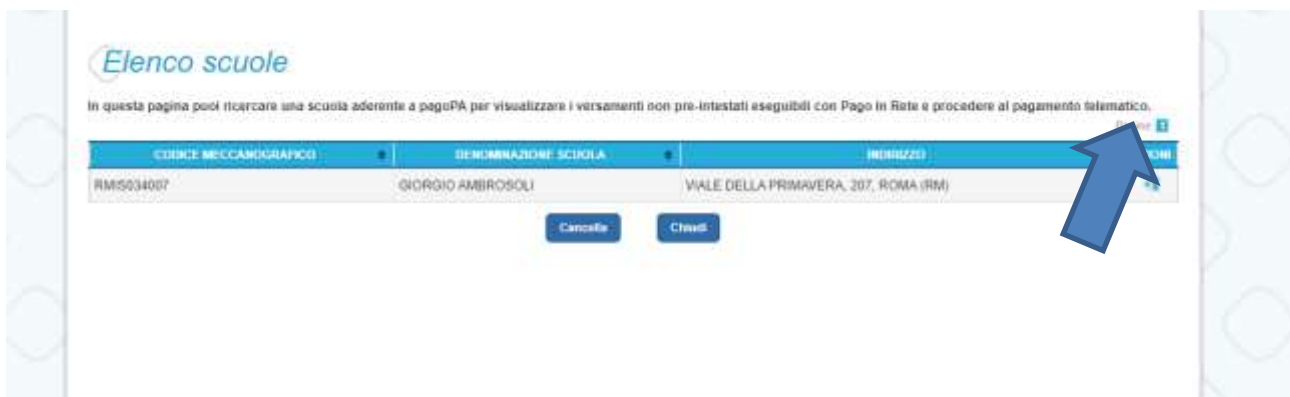 Elenco scuole
In questa pagina puoi ricercare una scuola aderente a pagoPA per visualizzare i versamenti non pre-intestati eseguibili con Pago In Rete e procedere al pagamento telematico.
1
CODICE MECCANOGRAFICO DENOMINAZIONE SCUOLA INDIRIZZO
RMIS034007 GIORGIO AMBROSOLI VIALE DELLA PRIMAVERA, 207, ROMA (RM)
Cancella Chiudi